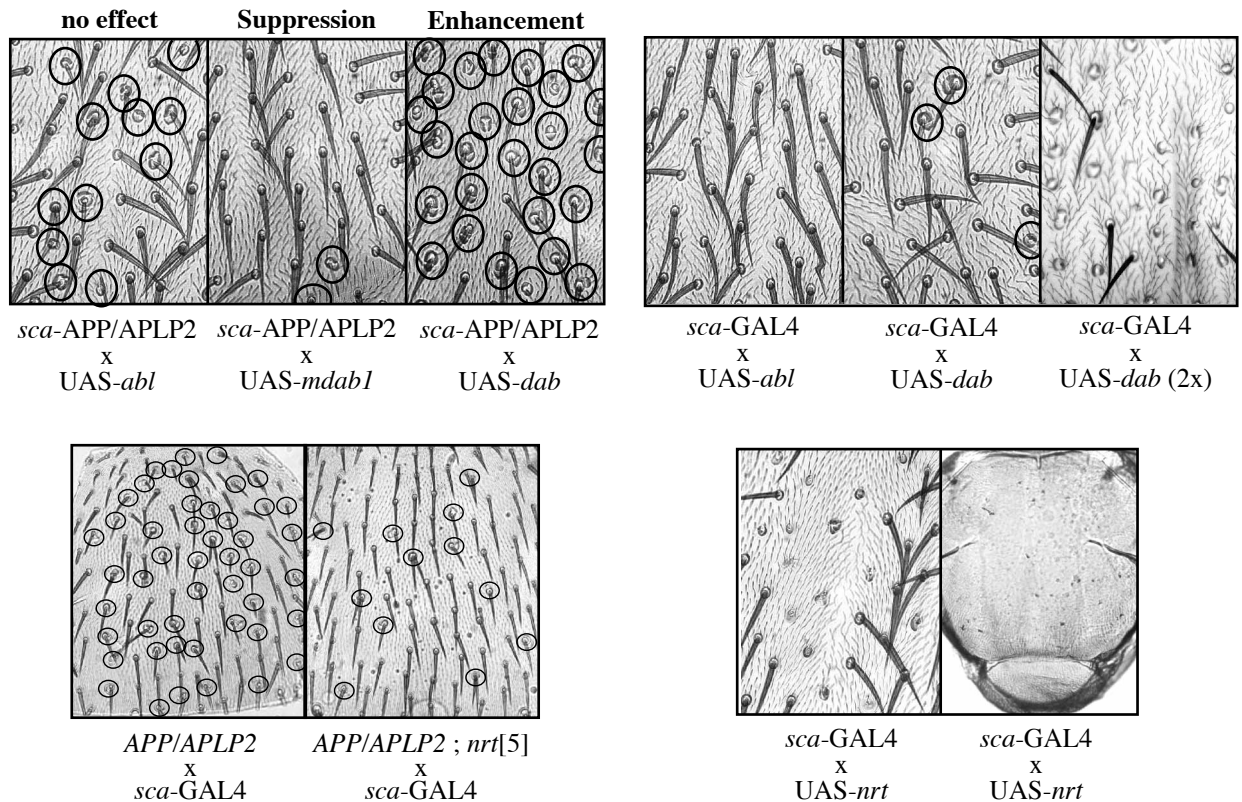 no effect Suppression Enhancement
sca-APP/APLP2 sca-APP/APLP2 sca-APP/APLP2
x x x
UAS-abl UAS-mdab1 UAS-dab
sca-GAL4 sca-GAL4 sca-GAL4
x x x
UAS-abl UAS-dab UAS-dab (2x)
APP/APLP2 APP/APLP2 ; nrt[5]
x x
sca-GAL4 sca-GAL4
sca-GAL4 sca-GAL4
x x
UAS-nrt UAS-nrt